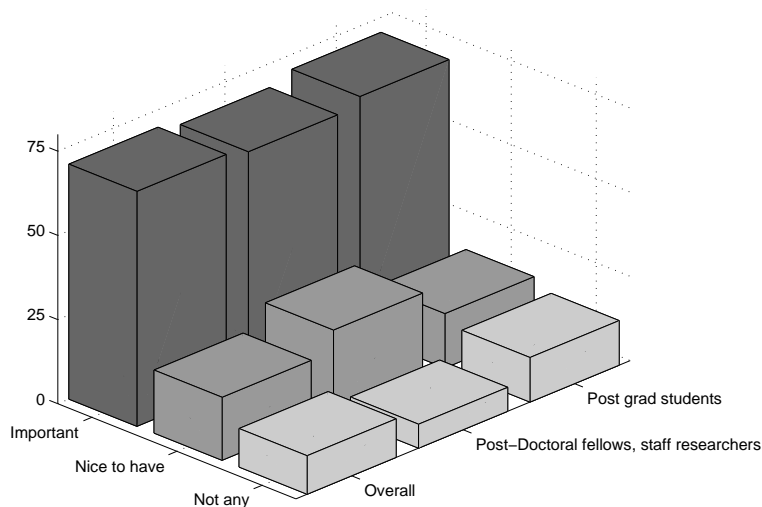 75
50
25
0
Important
Nice to have
Not any
Overall
Post−Doctoral fellows, staff researchers
Post grad students